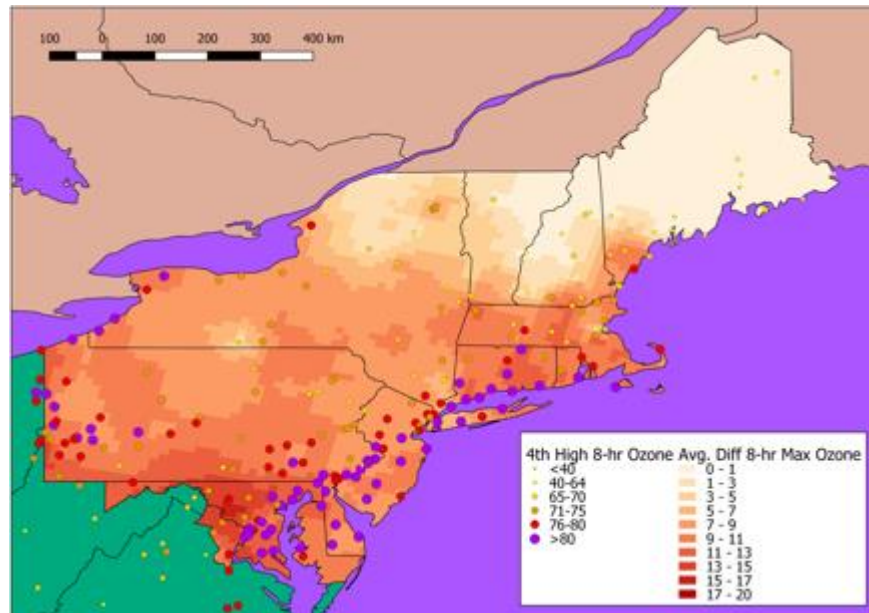 100 0 100 200 300 400 km
4th High 8-hr Ozone Avg. Diff 8-hr Max Ozone
<40 0 - 1
40-64 1 - 3
65-70 3 - 5
71-75 5 - 7
76-80 7 - 9
>80 9 - 11
11 - 13
13 - 15
15 - 17
17 - 20